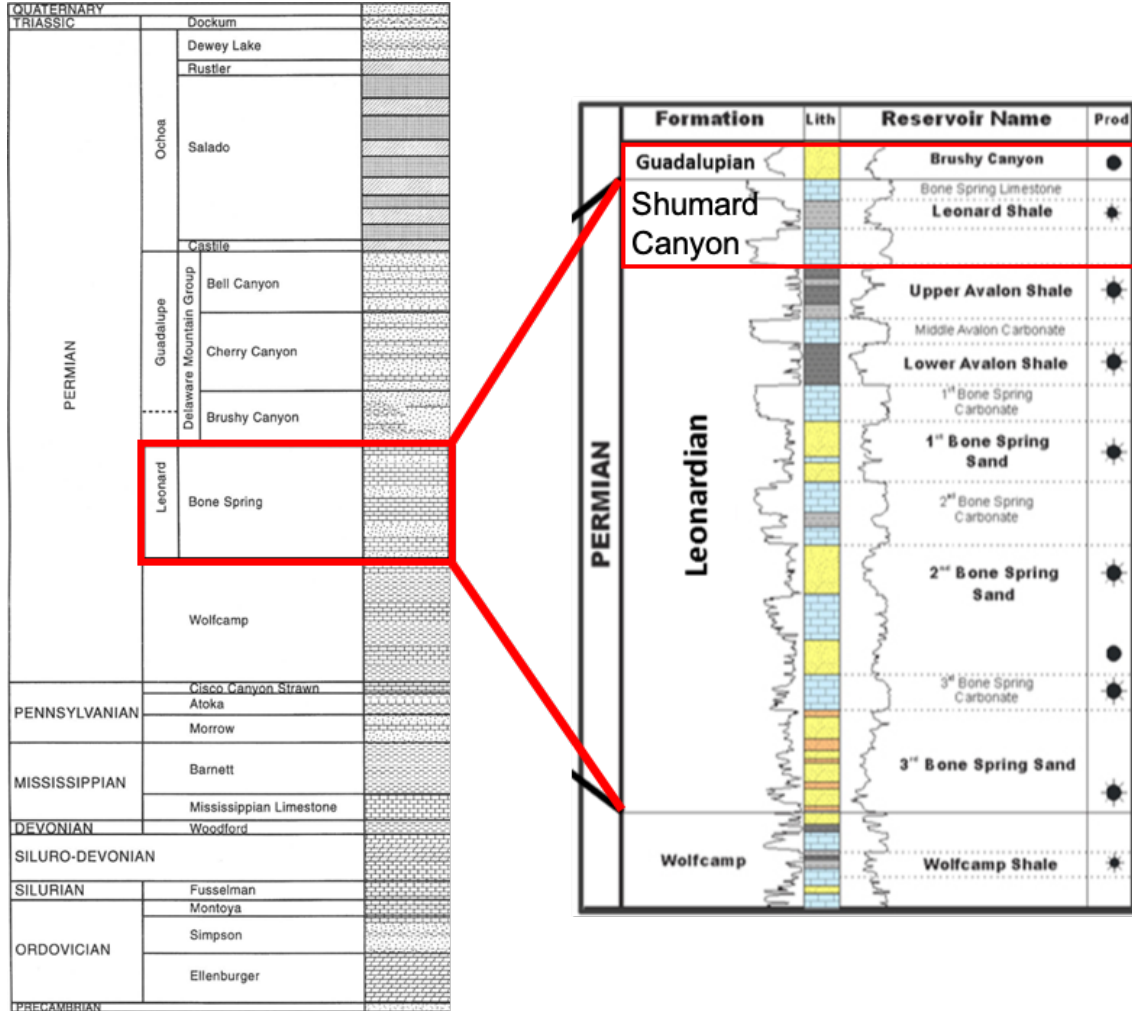 QUATERNARY
TRIASSIC
Dockum
PERMIAN
Ochoa
Dewey Lake
Rustler
Salado
Castile
Guadalupe
Delaware Mountain Group
Bell Canyon
Cherry Canyon
Brushy Canyon
Leonard
Bone Spring
Wolfcamp
PENNSYLVANIAN
Cisco Canyon Strawn
Atoka
Morrow
MISSISSIPPIAN
Barnett
Mississippian Limestone
DEVONIAN
Woodford
SILURO-DEVONIAN
SILURIAN
Fusselman
ORDOVICIAN
Montoya
Simpson
Ellenburger
PRECAMBRIAN
Formation
Lith
Reservoir Name
Prod
PERMIAN
Guadalupian
Brushy Canyon
Shumard
Canyon
Bone Spring Limestone
Leonard Shale
Leonardian
Upper Avalon Shale
Middle Avalon Carbonate
Lower Avalon Shale
1st Bone Spring
Carbonate
1st Bone Spring
Sand
2nd Bone Spring
Carbonate
2nd Bone Spring
Sand
3rd Bone Spring
Carbonate
3rd Bone Spring Sand
Wolfcamp
Wolfcamp Shale